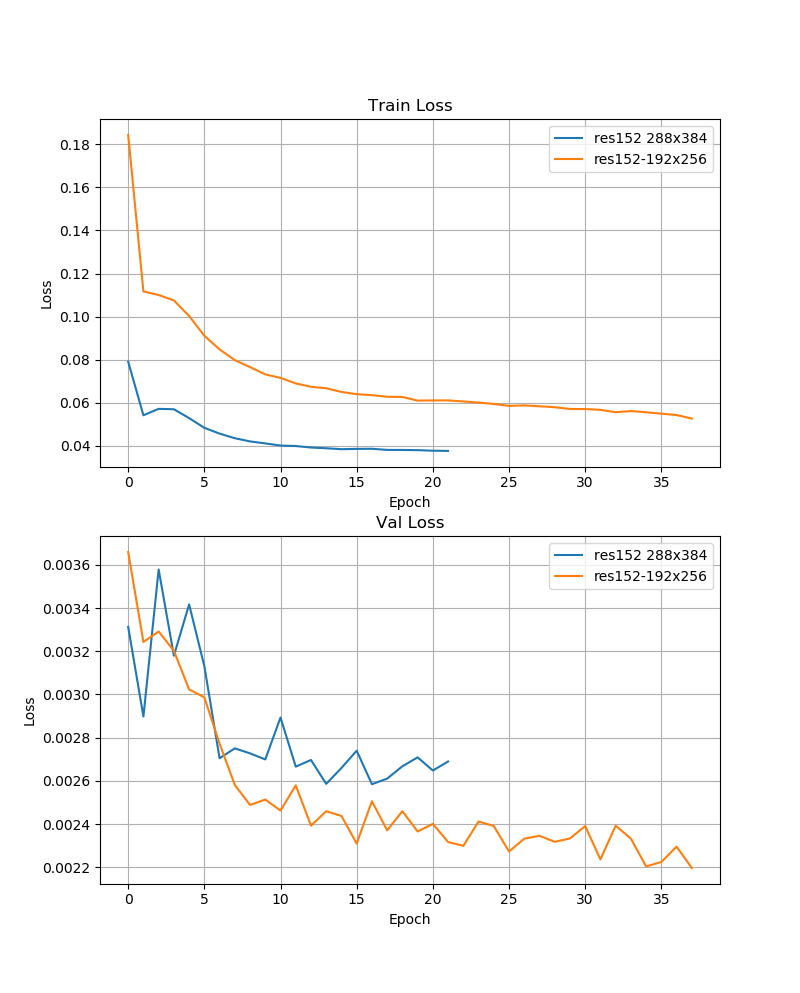 Train Loss
res152 288x384
res152-192x256
0.18
0.16
0.14
0.12
0.10
0.08
0.06
0.04
Loss
0 5 10 15 20 25 30 35
Epoch
Val Loss
res152 288x384
res152-192x256
0.0036
0.0034
0.0032
0.0030
0.0028
0.0026
0.0024
0.0022
Loss
0 5 10 15 20 25 30 35
Epoch